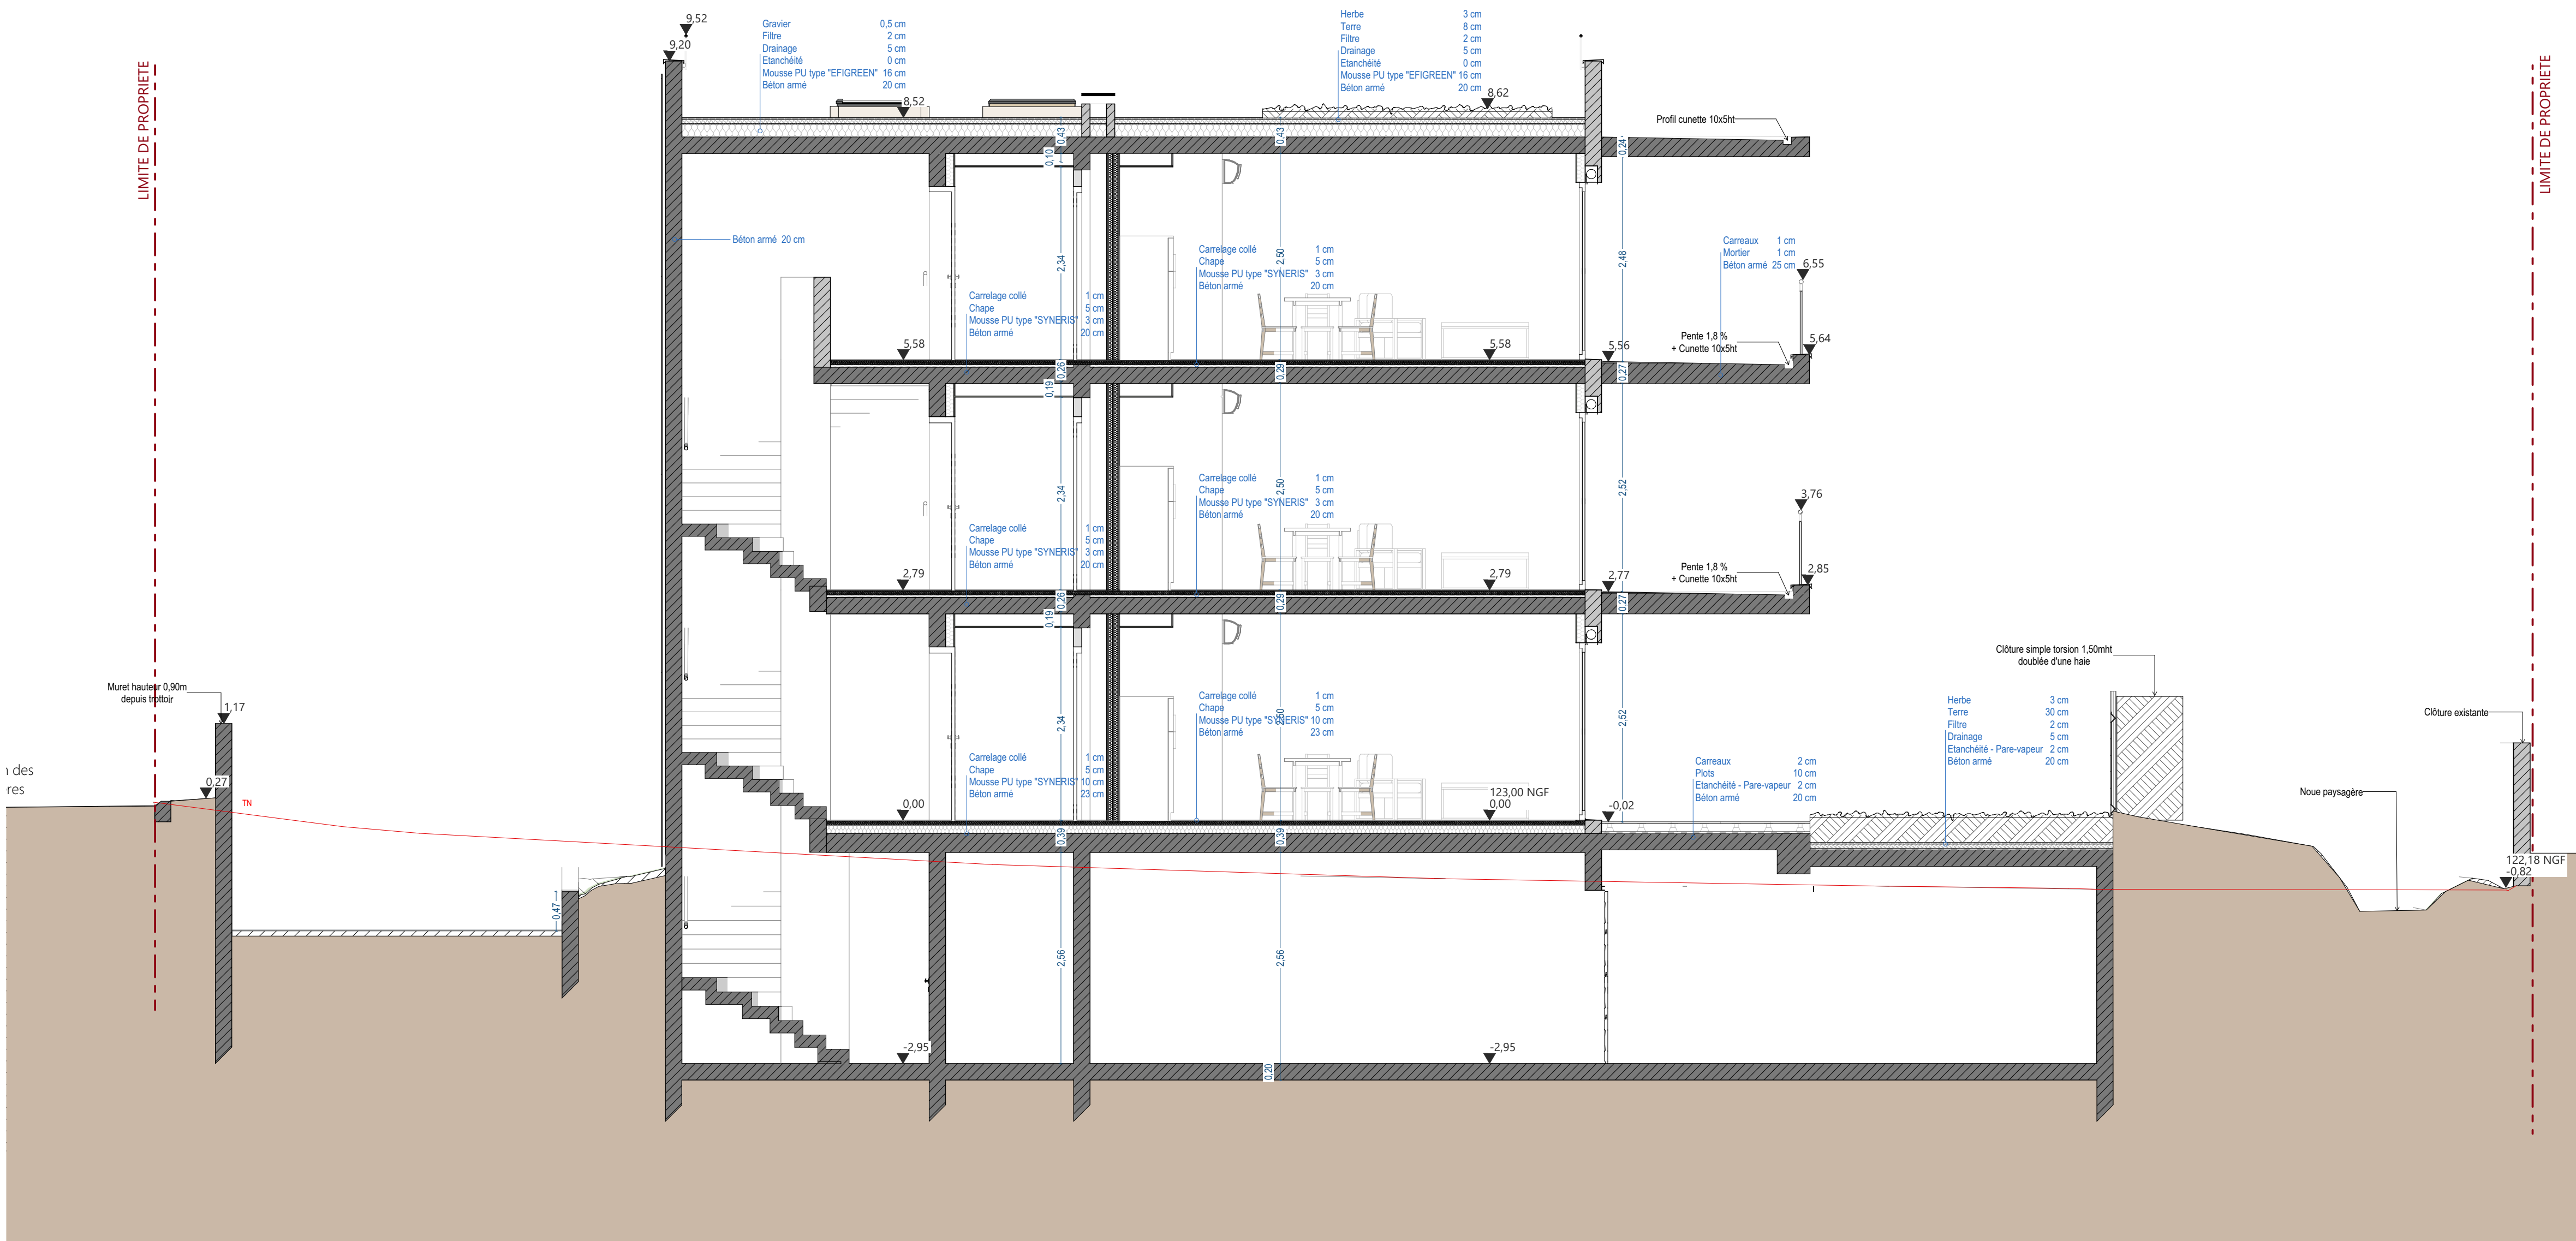 9,52
9,20
Gravier 0,5 cm
Filtre 2 cm
Drainage 5 cm
Etanchéité 0 cm
Mousse PU type "EFIGREEN" 16 cm
Béton armé 20 cm
Herbe 3 cm
Terre 8 cm
Filtre 2 cm
Drainage 5 cm
Etanchéité 0 cm
Mousse PU type "EFIGREEN" 16 cm
Béton armé 20 cm
LIMITE DE PROPRIETE
LIMITE DE PROPRIETE
8,52
8,62
Profil cunette 10x5ht
0,43
0,43
0,10
0,24
Béton armé 20 cm
Carrelage collé 1 cm
Chape 5 cm
Mousse PU type "SYNERIS" 3 cm
Béton armé 20 cm
Carreaux 1 cm
Mortier 1 cm
Béton armé 25 cm
6,55
2,34
2,50
2,48
Carrelage collé 1 cm
Chape 5 cm
Mousse PU type "SYNERIS" 3 cm
Béton armé 20 cm
Pente 1,8 %
+ Cunette 10x5ht
5,58
5,58
5,56
5,64
0,26
0,29
0,27
0,19
Carrelage collé 1 cm
Chape 5 cm
Mousse PU type "SYNERIS" 3 cm
Béton armé 20 cm
2,34
2,50
2,52
3,76
Carrelage collé 1 cm
Chape 5 cm
Mousse PU type "SYNERIS" 3 cm
Béton armé 20 cm
Pente 1,8 %
+ Cunette 10x5ht
2,79
2,79
2,77
2,85
0,26
0,29
0,27
0,19
Clôture simple torsion 1,50mht
doublée d'une haie
Muret hauteur 0,90m
depuis trottoir
1,17
Carrelage collé 1 cm
Chape 5 cm
Mousse PU type "SYNERIS" 10 cm
Béton armé 23 cm
Herbe 3 cm
Terre 30 cm
Filtre 2 cm
Drainage 5 cm
Etanchéité - Pare-vapeur 2 cm
Béton armé 20 cm
Clôture existante
2,34
2,50
2,52
Carrelage collé 1 cm
Chape 5 cm
Mousse PU type "SYNERIS" 10 cm
Béton armé 23 cm
Carreaux 2 cm
Plots 10 cm
Etanchéité - Pare-vapeur 2 cm
Béton armé 20 cm
n des
res
0,27
TN
Noue paysagère
0,00
123,00 NGF
0,00
-0,02
0,39
0,39
122,18 NGF
-0,82
0,47
2,56
2,56
-2,95
-2,95
0,20